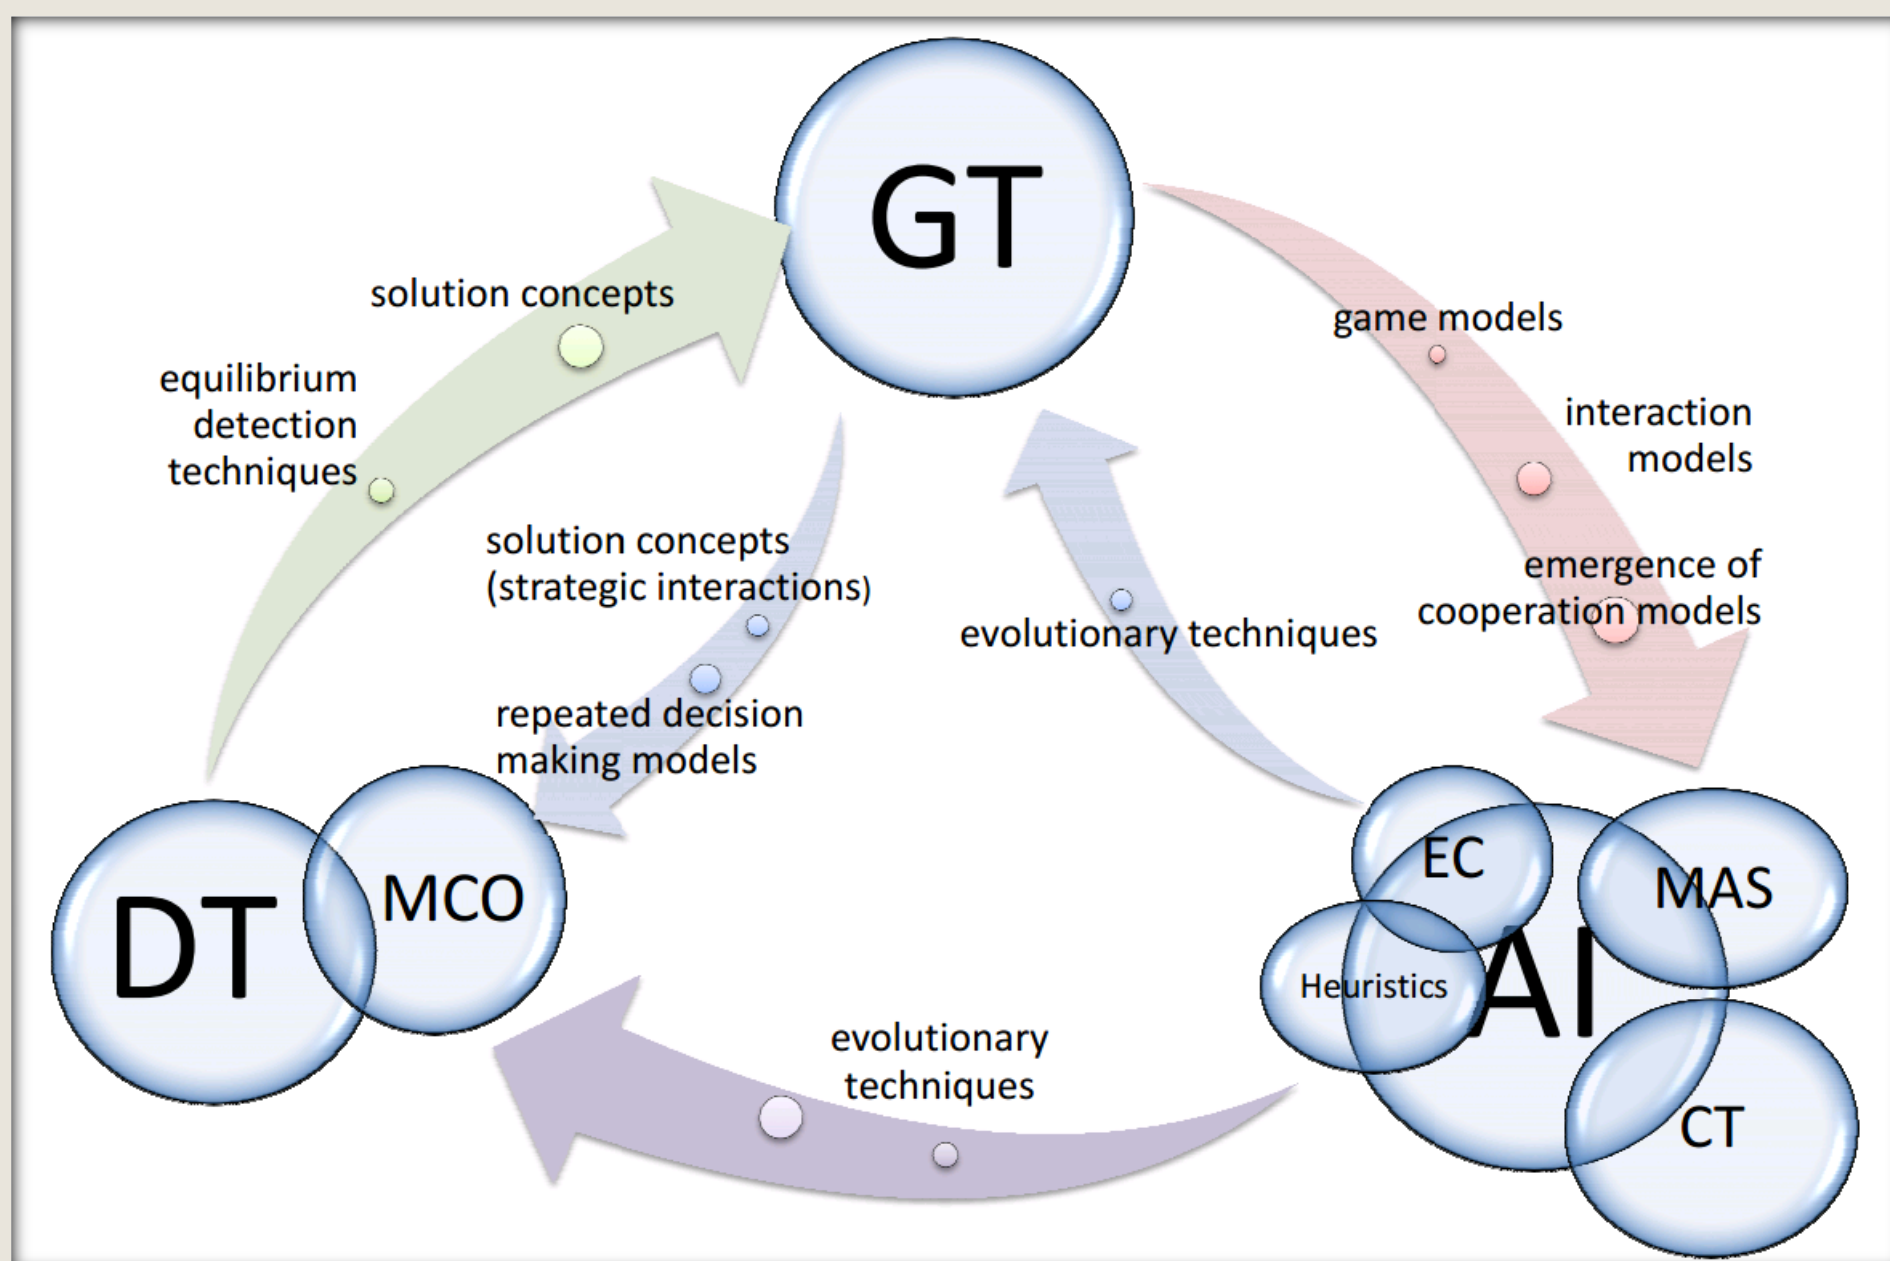 GT
solution concepts
game models
equilibrium
detection
techniques
interaction
models
solution concepts
(strategic interactions)
emergence of
cooperation models
evolutionary techniques
repeated decision
making models
DT
MCO
EC
MAS
Heuristics
AI
CT
evolutionary
techniques